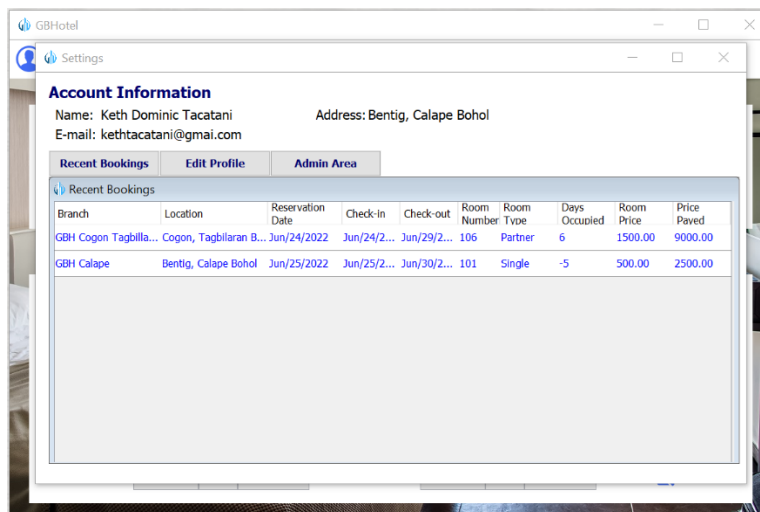 GBHotel
Settings
Account Information
Name: Keth Dominic Tacatani Address: Bentig, Calape Bohol
E-mail: kethtacatani@gmai.com
Recent Bookings Edit Profile Admin Area
Recent Bookings
Branch Location Reservation Date Check-in Check-out Room Number Room Type Days Occupied Room Price Price Paved
GBH Cogon Tagbilla... Cogon, Tagbilaran B... Jun/24/2022 Jun/24/2... Jun/29/2... 106 Partner 6 1500.00 9000.00
GBH Calape Bentig, Calape Bohol Jun/25/2022 Jun/25/2... Jun/30/2... 101 Single -5 500.00 2500.00